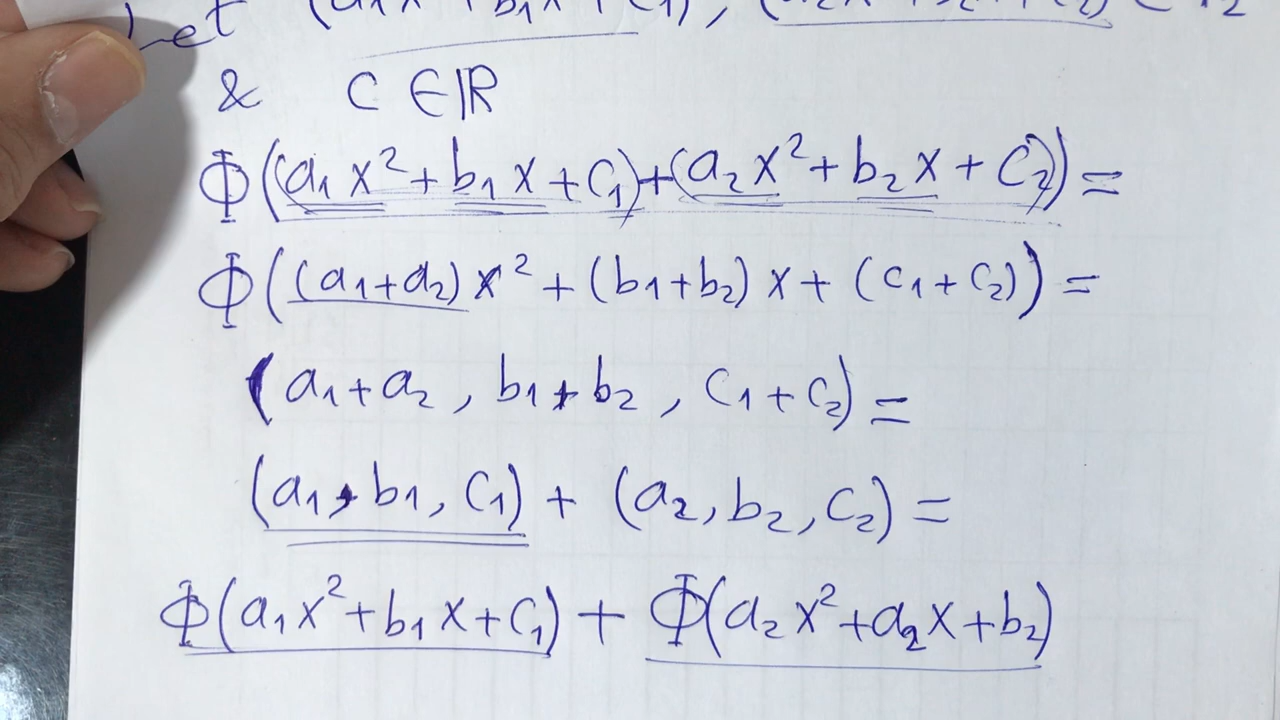 Let
& C ∈ ℝ
Φ((a₁x²+b₁x+c₁)+(a₂x²+b₂x+c₂))=
Φ((a₁+a₂)x²+(b₁+b₂)x+(c₁+c₂))=
(a₁+a₂, b₁+b₂, c₁+c₂)=
(a₁,b₁,c₁)+(a₂,b₂,c₂)=
Φ(a₁x²+b₁x+c₁)+Φ(a₂x²+a₂x+b₂)